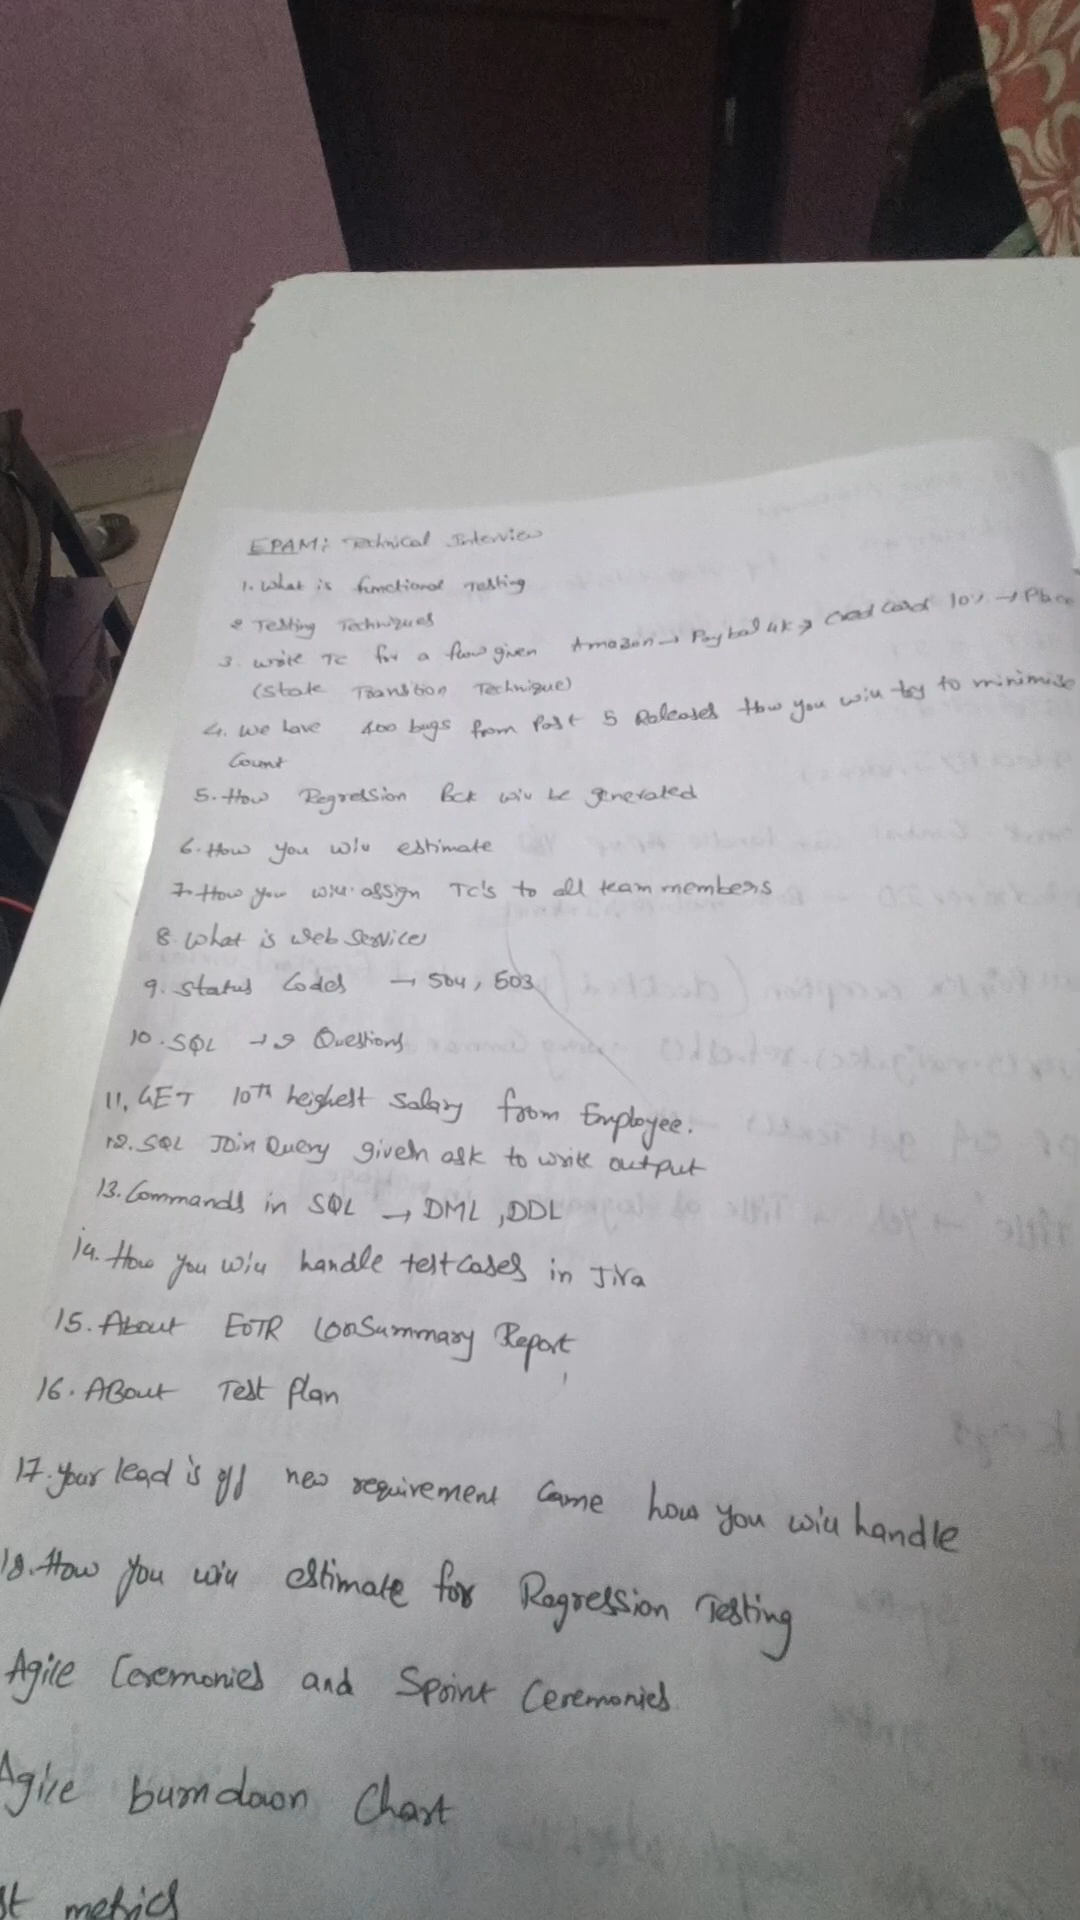 EPAM: Technical Interview
1. What is functional Testing
2 Testing Techniques
3. write TC for a flow given Amazon → Paybal 4k → Cred Card 10% → Place
(State Transition Technique)
4. We have 400 bugs from Past 5 Releases How you will try to minimise
Count
5. How Regression Pck will be generated
6. How you will estimate
7. How you will assign TC's to all team members
8. What is Web Services
9. Status Codes → 504, 503
10. SQL → 2 Questions
11. GET 10th heighest Salary from Employee.
12. SQL Join Query given ask to write output
13. Commands in SQL → DML, DDL
14. How you will handle testcases in Jira
15. About EOTR Summary Report
16. ABout Test Plan
17. Your lead is off new requirement Came how you will handle
18. How you will estimate for Regression Testing
Agile Ceremonies and Sprint Ceremonies
Agile burndown Chart
st metrics